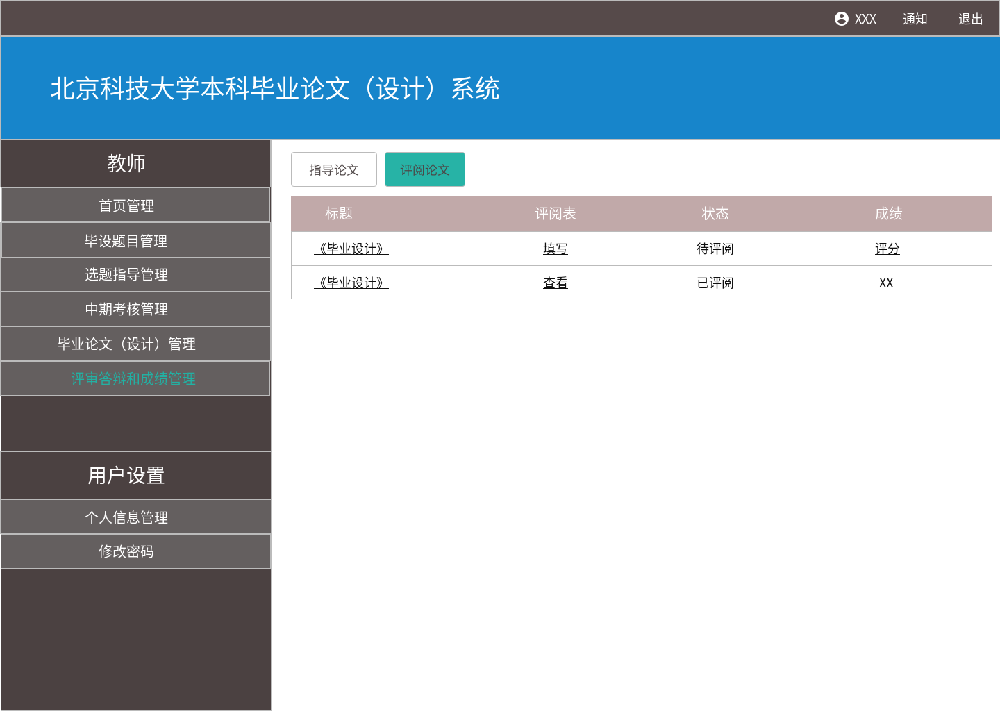 XXX 通知 退出
北京科技大学本科毕业论文（设计）系统
教师
首页管理
毕设题目管理
选题指导管理
中期考核管理
毕业论文（设计）管理
评审答辩和成绩管理
用户设置
个人信息管理
修改密码
指导论文 评阅论文
标题 评阅表 状态 成绩
《毕业设计》 填写 待评阅 评分
《毕业设计》 查看 已评阅 XX